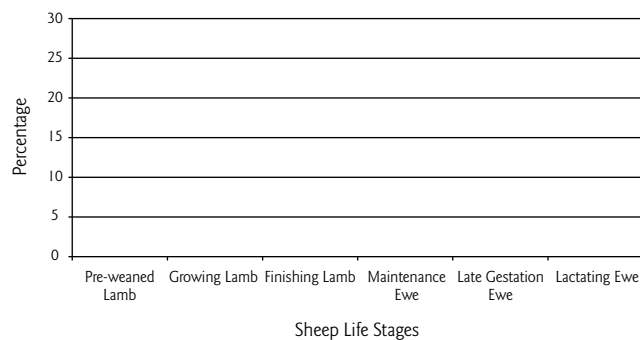 30
25
20
15
10
5
0
Percentage
Pre-weaned Lamb
Growing Lamb
Finishing Lamb
Maintenance Ewe
Late Gestation Ewe
Lactating Ewe
Sheep Life Stages